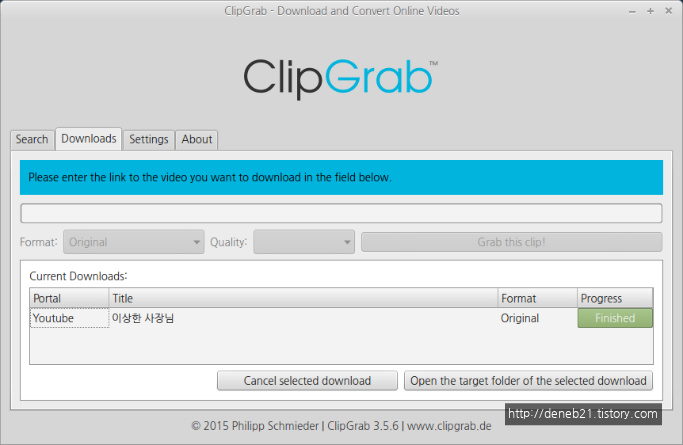 ClipGrab - Download and Convert Online Videos
ClipGrab™
Search Downloads Settings About
Please enter the link to the video you want to download in the field below.
Format: Original Quality: Grab this clip!
Current Downloads:
Portal Title Format Progress
Youtube 이상한 사장님 Original Finished
Cancel selected download Open the target folder of the selected download
http://deneb21.tistory.com
© 2015 Philipp Schmieder | ClipGrab 3.5.6 | www.clipgrab.de